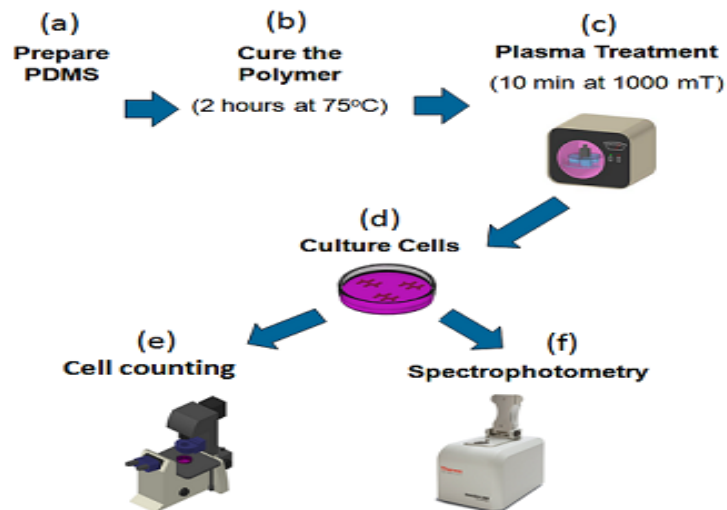 (a)
Prepare
PDMS
(b)
Cure the
Polymer
(2 hours at 75°C)
(c)
Plasma Treatment
(10 min at 1000 mT)
(d)
Culture Cells
(e)
Cell counting
(f)
Spectrophotometry